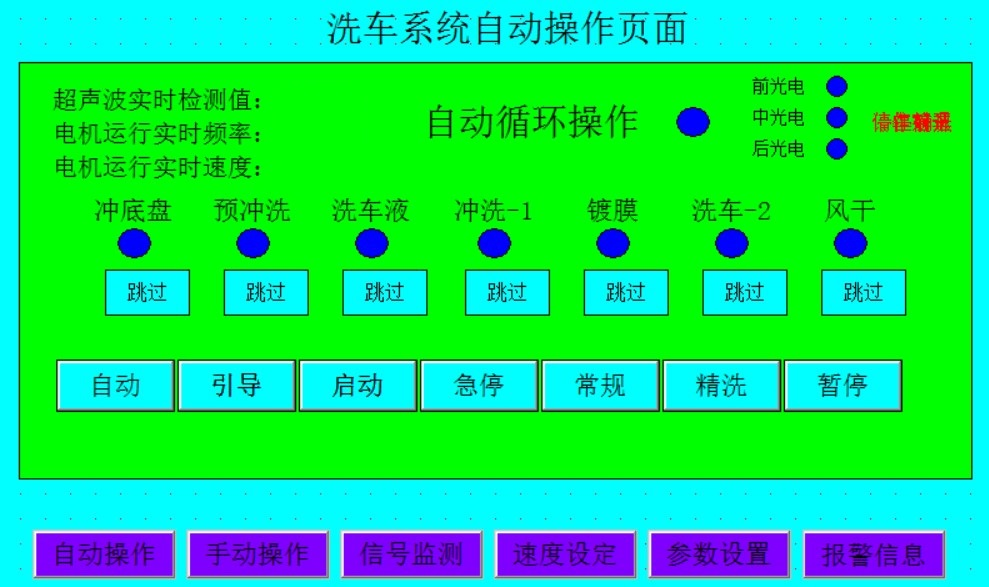 洗车系统自动操作页面
超声波实时检测值:
电机运行实时频率:
电机运行实时速度:
自动循环操作
前光电
中光电
后光电
冲底盘 预冲洗 洗车液 冲洗-1 镀膜 洗车-2 风干
跳过 跳过 跳过 跳过 跳过 跳过 跳过
自动 引导 启动 急停 常规 精洗 暂停
自动操作 手动操作 信号监测 速度设定 参数设置 报警信息